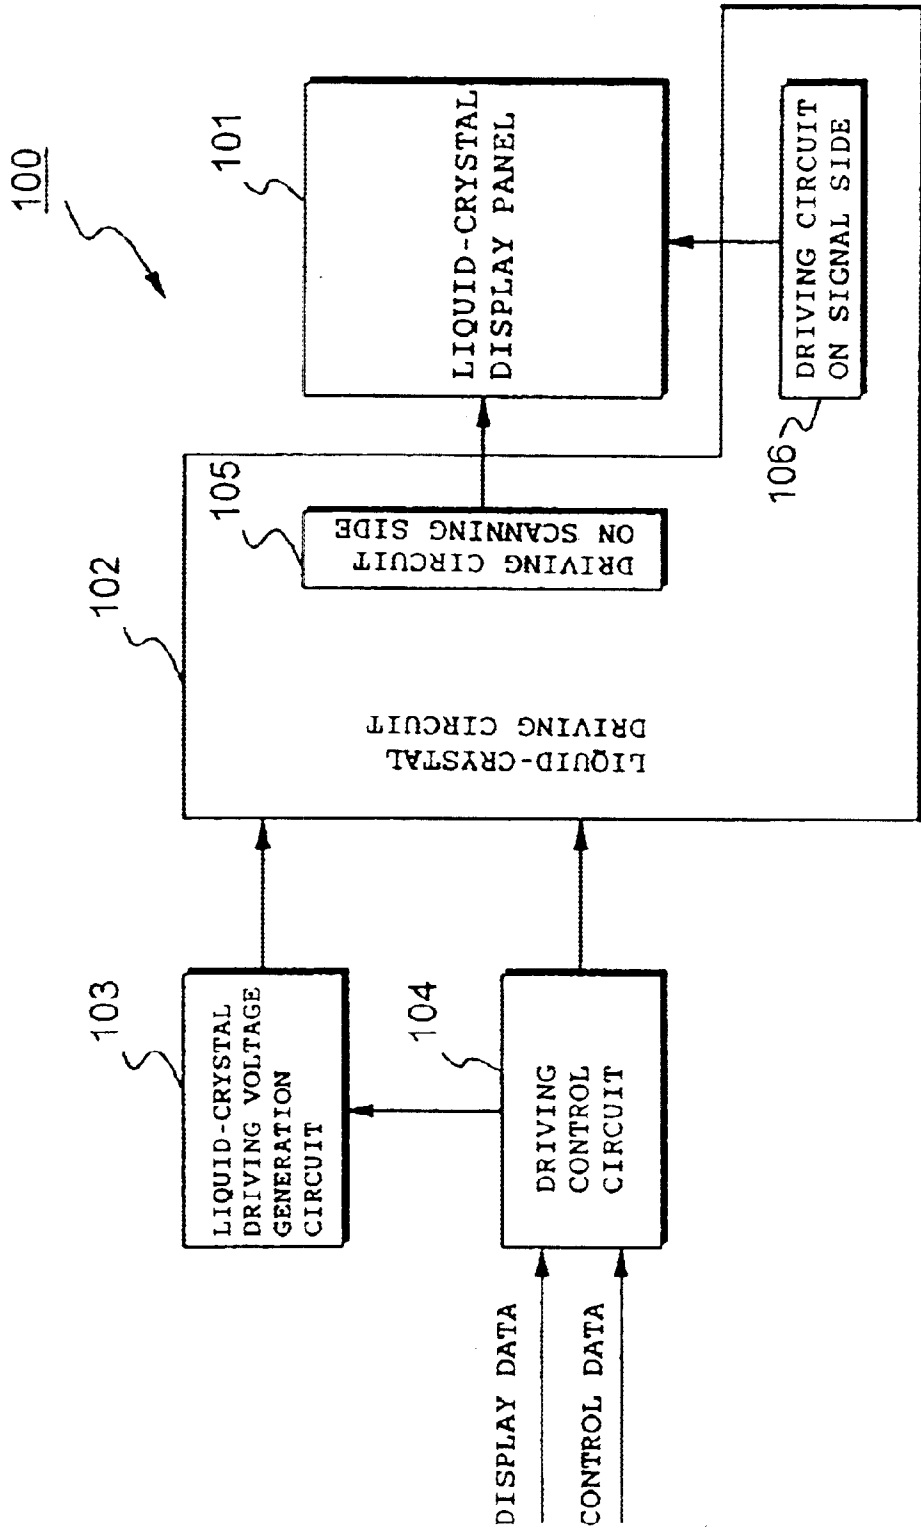 100
101
LIQUID-CRYSTAL
DISPLAY PANEL
102
105
DRIVING CIRCUIT
ON SCANNING SIDE
LIQUID-CRYSTAL
DRIVING CIRCUIT
106
DRIVING CIRCUIT
ON SIGNAL SIDE
103
LIQUID-CRYSTAL
DRIVING VOLTAGE
GENERATION
CIRCUIT
104
DRIVING
CONTROL
CIRCUIT
DISPLAY DATA
CONTROL DATA